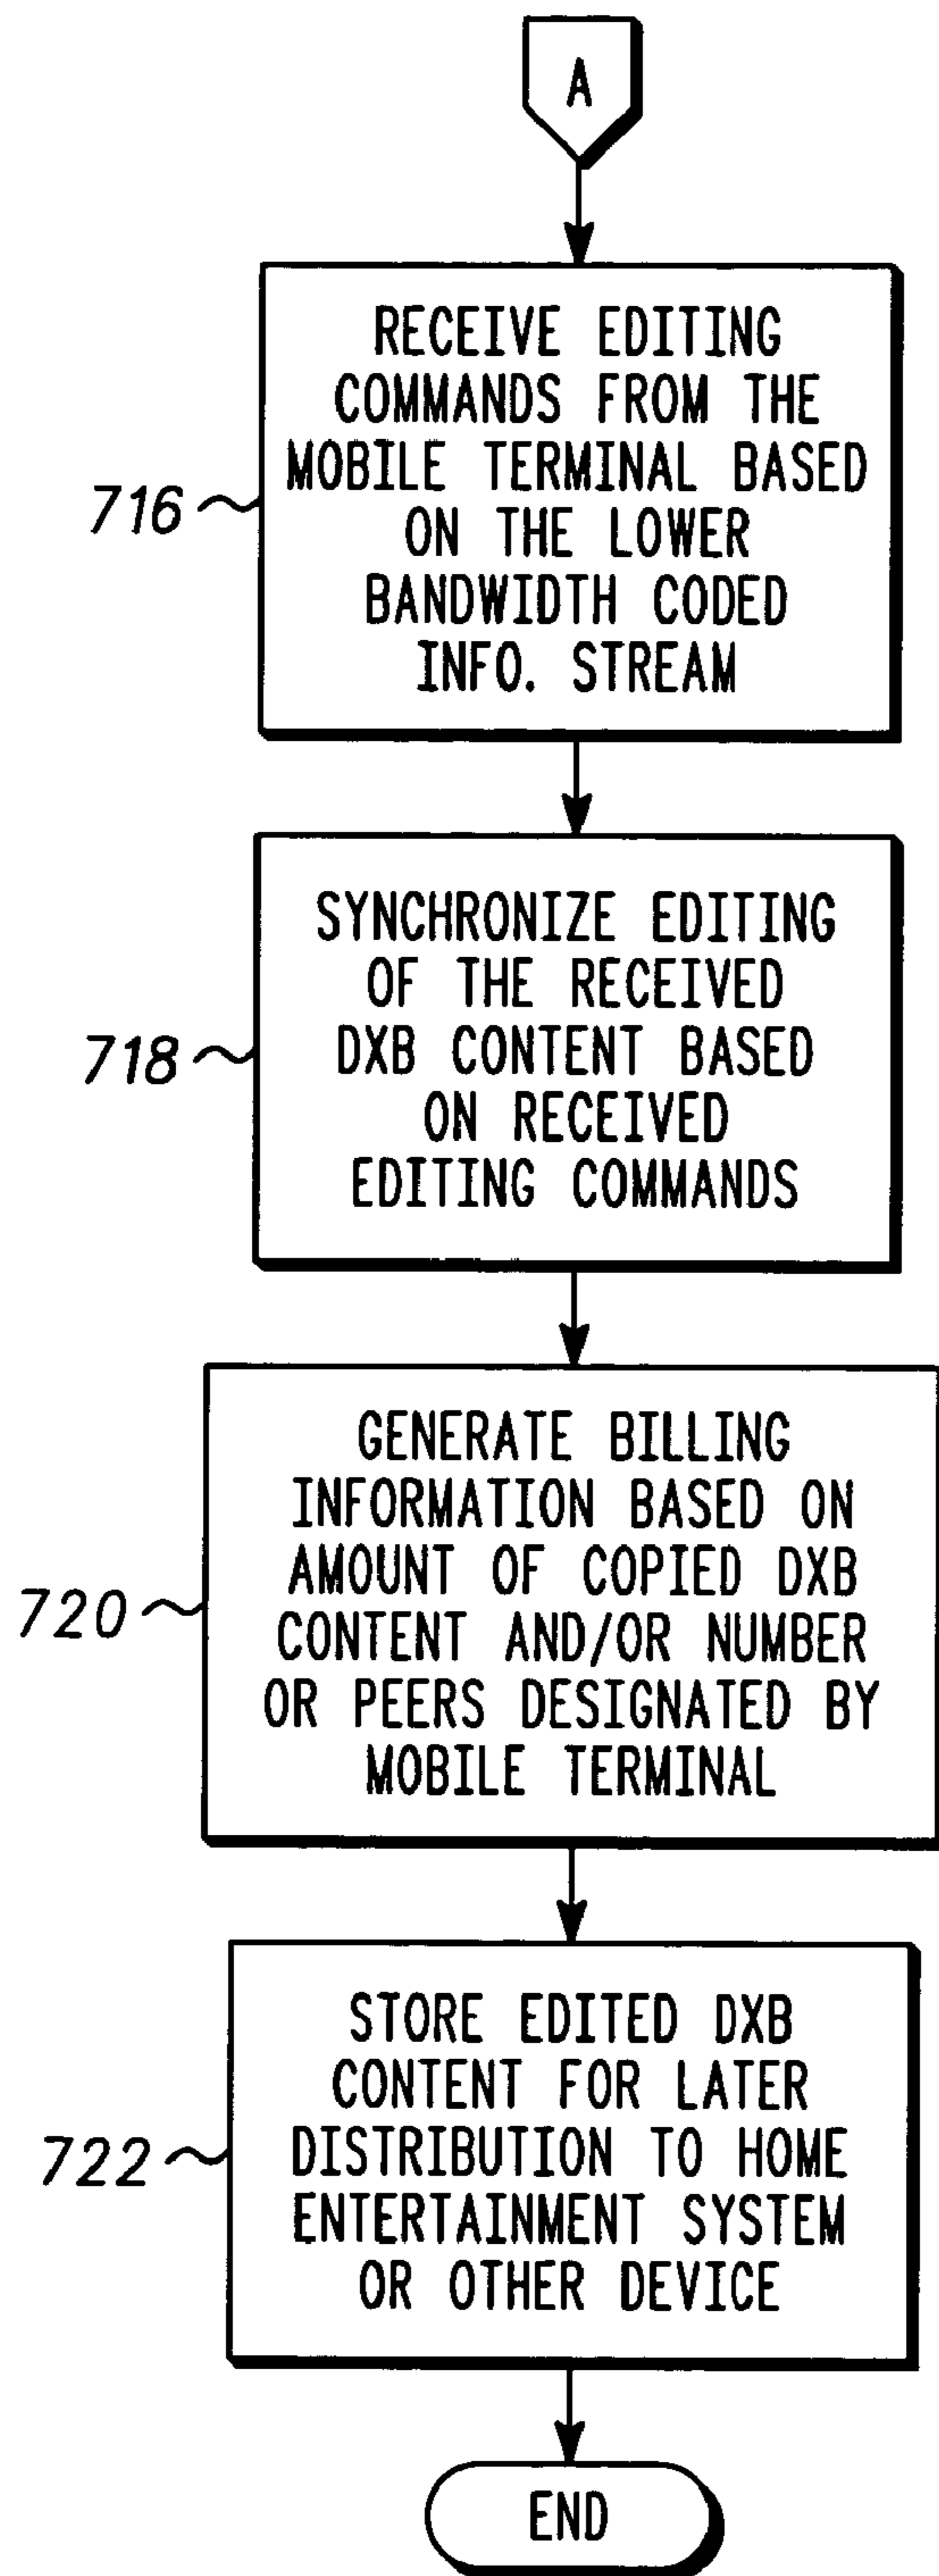 A
RECEIVE EDITING
COMMANDS FROM THE
MOBILE TERMINAL BASED
ON THE LOWER
BANDWIDTH CODED
INFO. STREAM
716
SYNCHRONIZE EDITING
OF THE RECEIVED
DXB CONTENT BASED
ON RECEIVED
EDITING COMMANDS
718
GENERATE BILLING
INFORMATION BASED ON
AMOUNT OF COPIED DXB
CONTENT AND/OR NUMBER
OR PEERS DESIGNATED BY
MOBILE TERMINAL
720
STORE EDITED DXB
CONTENT FOR LATER
DISTRIBUTION TO HOME
ENTERTAINMENT SYSTEM
OR OTHER DEVICE
722
END